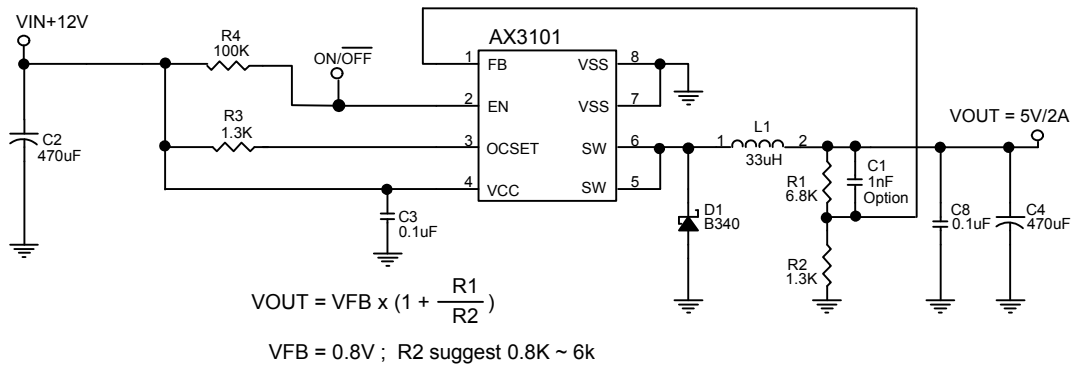 VIN+12V
R4
100K
ON/OFF
AX3101
1
FB
VSS
8
2
EN
VSS
7
R3
1.3K
3
OCSET
SW
6
4
VCC
SW
5
C2
470uF
C3
0.1uF
L1
1
2
33uH
D1
B340
R1
6.8K
C1
1nF
Option
R2
1.3K
VOUT = 5V/2A
C8
0.1uF
C4
470uF
VOUT = VFB x (1 + R1/R2)
VFB = 0.8V ; R2 suggest 0.8K ~ 6k